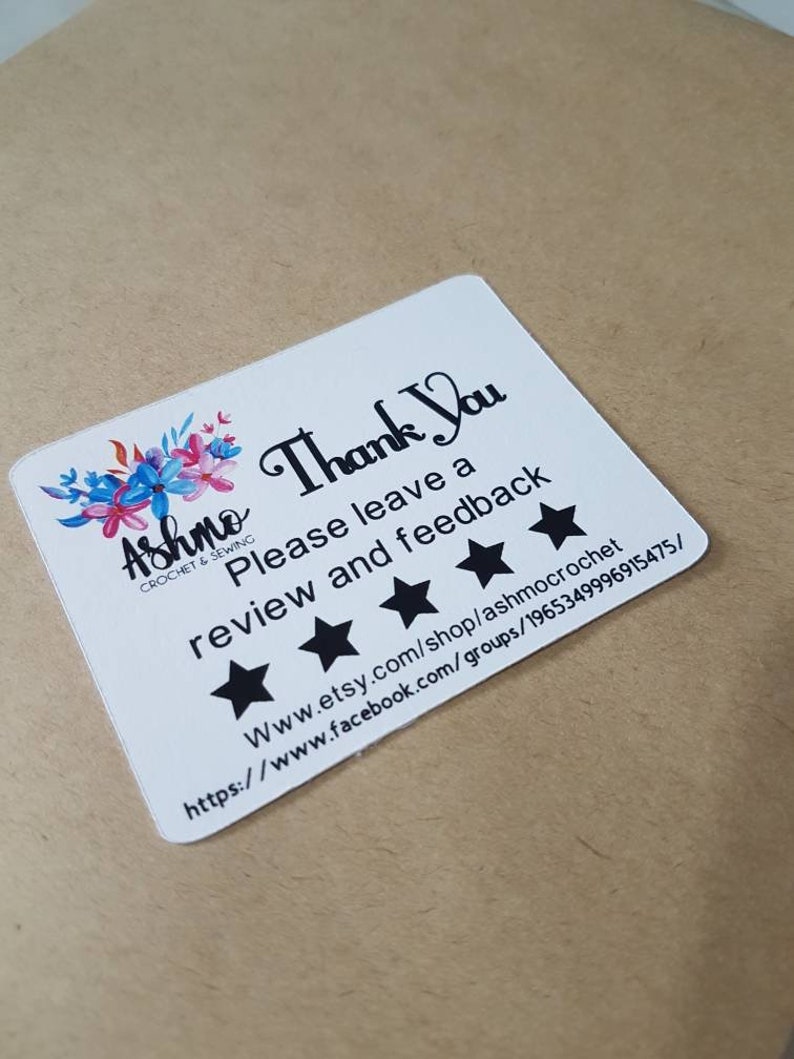 Thank You
Ashmo
CROCHET & SEWING
Please leave a
review and feedback
Www.etsy.com/shop/ashmocrochet
https://www.facebook.com/groups/1965349996915475/